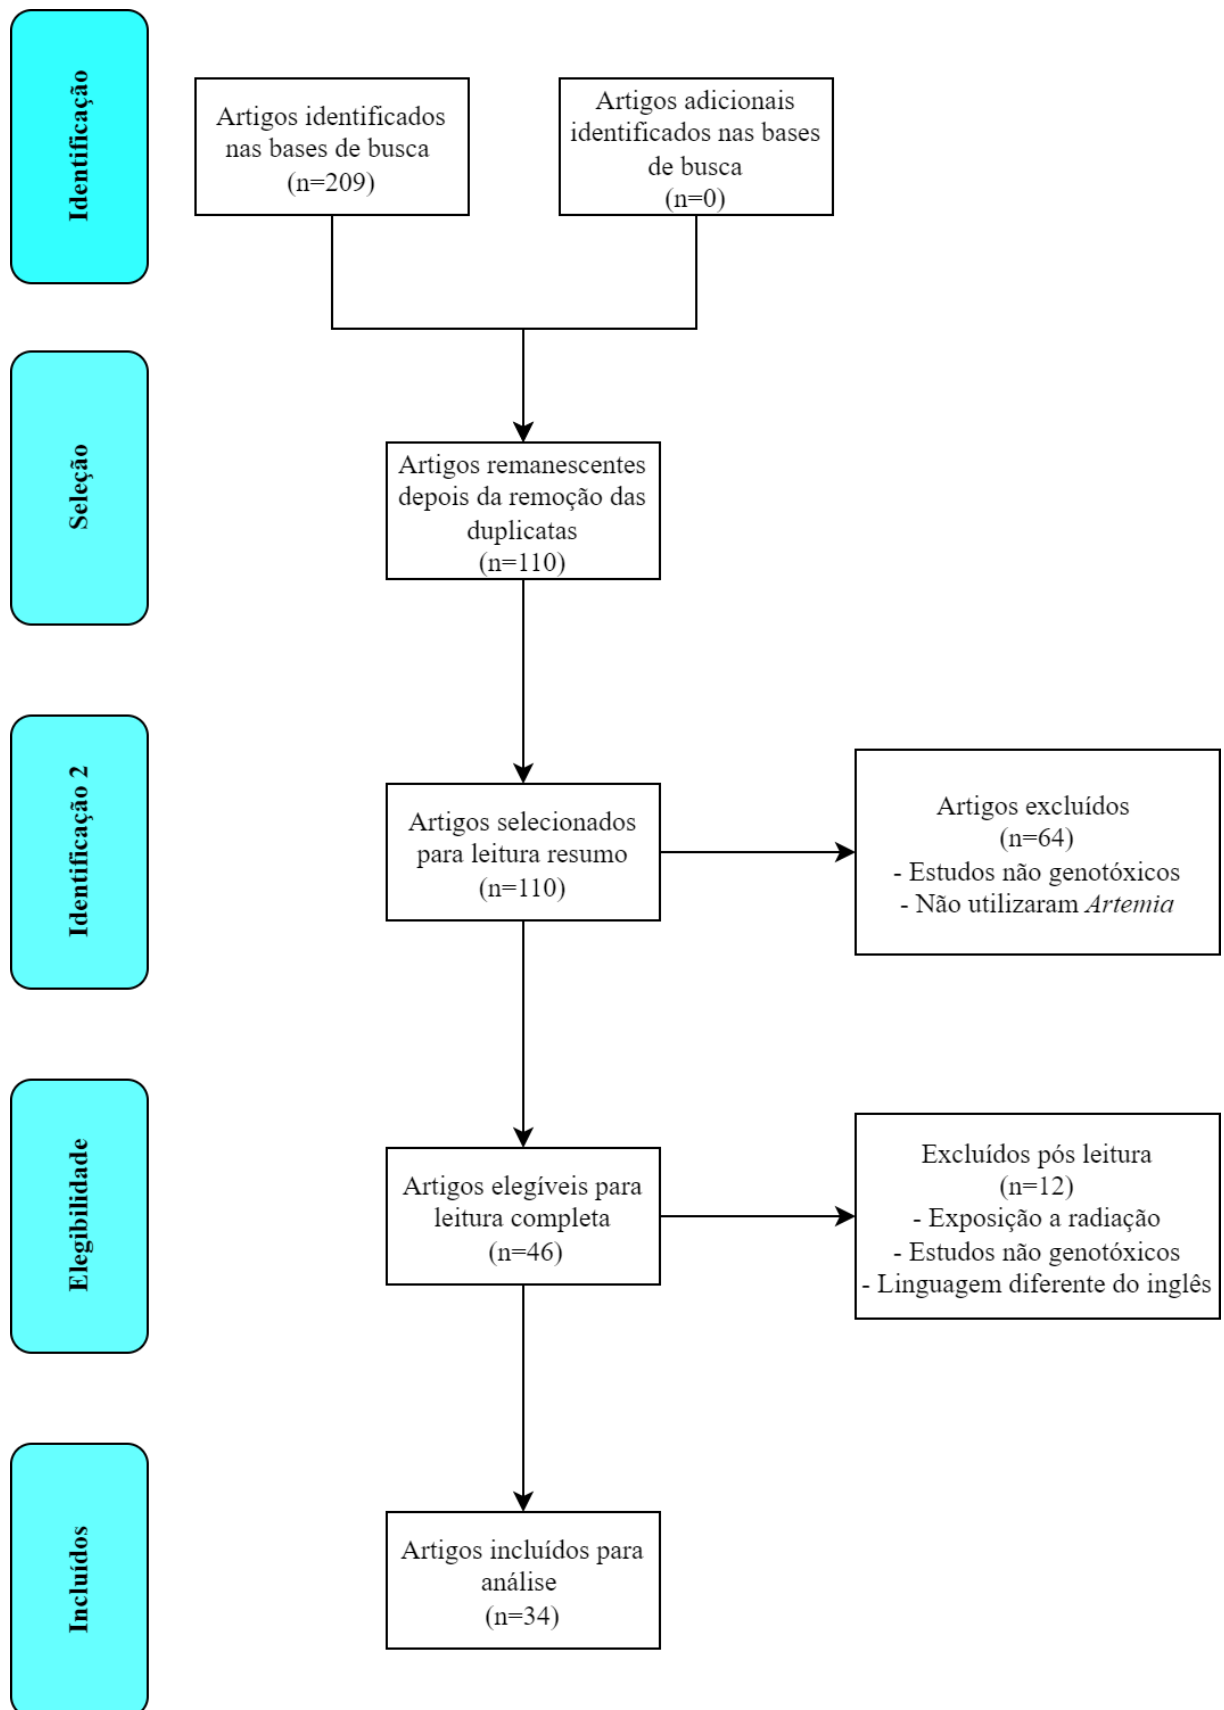 Identificação
Artigos identificados
nas bases de busca
(n=209)
Artigos adicionais
identificados nas bases
de busca
(n=0)
Seleção
Artigos remanescentes
depois da remoção das
duplicatas
(n=110)
Identificação 2
Artigos selecionados
para leitura resumo
(n=110)
Artigos excluídos
(n=64)
- Estudos não genotóxicos
- Não utilizaram Artemia
Elegibilidade
Artigos elegíveis para
leitura completa
(n=46)
Excluídos pós leitura
(n=12)
- Exposição a radiação
- Estudos não genotóxicos
- Linguagem diferente do inglês
Incluídos
Artigos incluídos para
análise
(n=34)